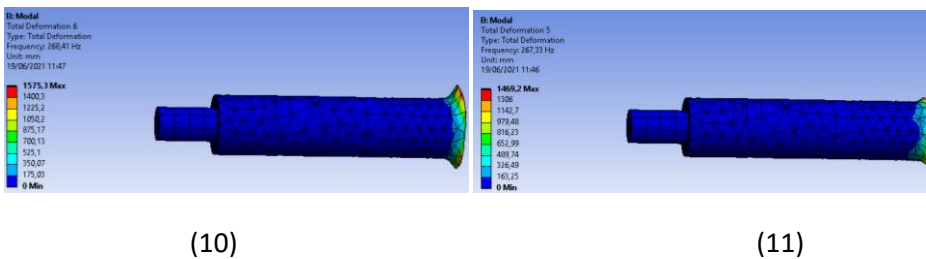 B: Modal
Total Deformation 6
Type: Total Deformation
Frequency: 268,41 Hz
Unit: mm
19/06/2021 11:47
1575,3 Max
1400,3
1225,2
1050,2
875,17
700,13
525,1
350,07
175,03
0 Min
B: Modal
Total Deformation 5
Type: Total Deformation
Frequency: 267,33 Hz
Unit: mm
19/06/2021 11:46
1469,2 Max
1306
1142,7
979,48
816,23
652,99
489,74
326,49
163,25
0 Min
(10)
(11)